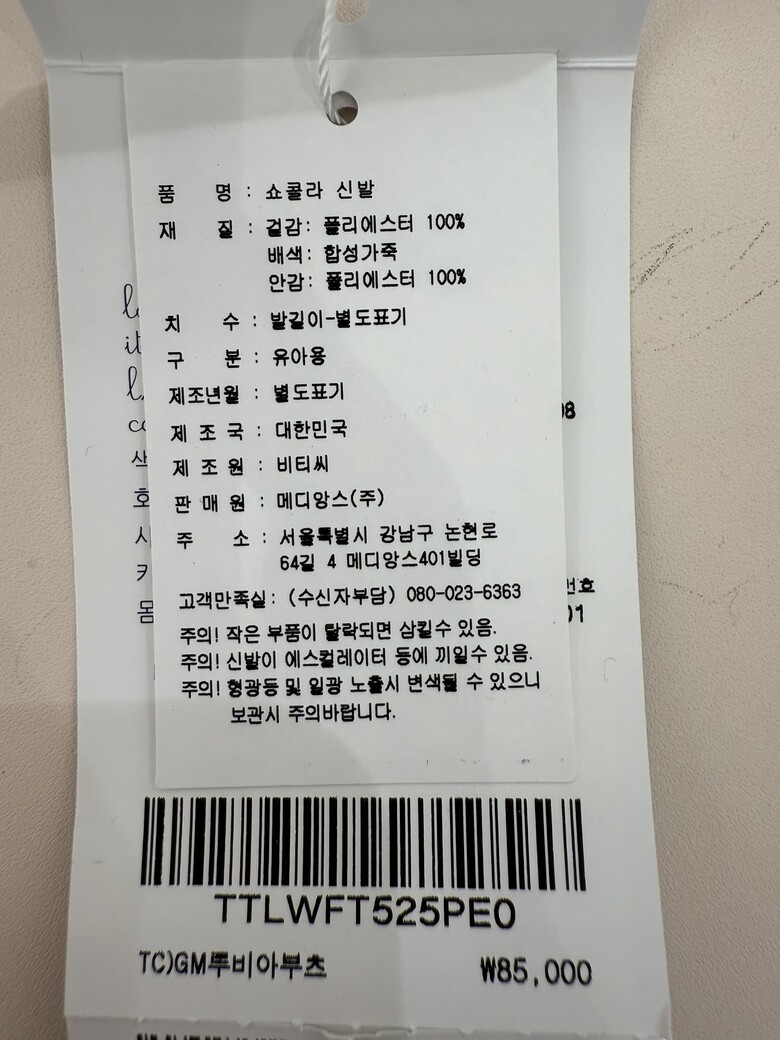 품 명 : 쇼콜라 신발
재 질 : 겉감: 폴리에스터 100%
배색: 합성가죽
안감: 폴리에스터 100%
치 수 : 발길이-별도표기
구 분 : 유아용
제조년월 : 별도표기
제 조 국 : 대한민국
제 조 원 : 비티씨
판 매 원 : 메디앙스(주)
주 소 : 서울특별시 강남구 논현로
64길 4 메디앙스401빌딩
고객만족실: (수신자부담) 080-023-6363
주의! 작은 부품이 탈락되면 삼킬수 있음.
주의! 신발이 에스컬레이터 등에 끼일수 있음.
주의! 형광등 및 일광 노출시 변색될 수 있으니
보관시 주의바랍니다.
TTLWFT525PE0
TC)GM루비아부츠 ₩85,000